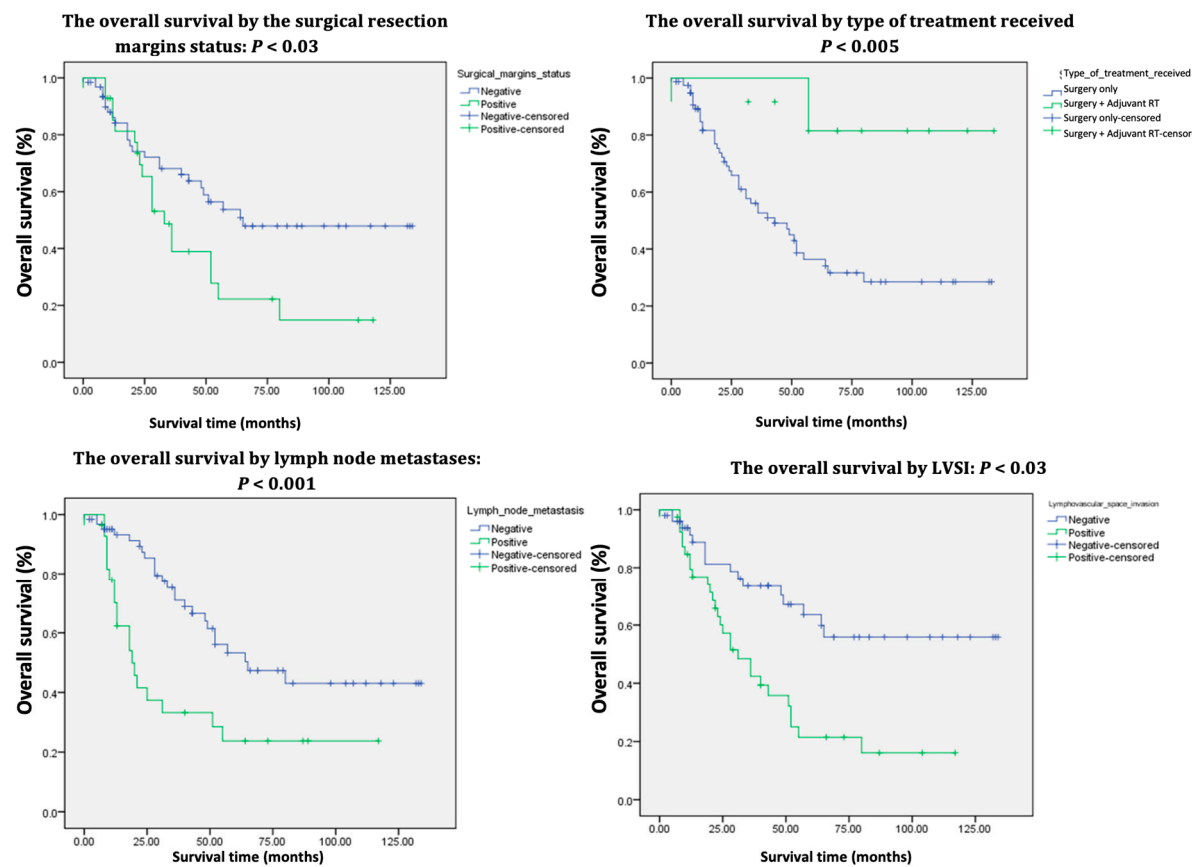 The overall survival by the surgical resection
margins status: P < 0.03
Overall survival (%)
1.0
0.8
0.6
0.4
0.2
0.0
0.00 25.00 50.00 75.00 100.00 125.00
Survival time (months)
Surgical_margins_status
Negative
Positive
Negative-censored
Positive-censored
The overall survival by type of treatment received
P < 0.005
Overall survival (%)
1.0
0.8
0.6
0.4
0.2
0.0
0.00 25.00 50.00 75.00 100.00 125.00
Survival time (months)
Type_of_treatment_received
Surgery only
Surgery + Adjuvant RT
Surgery only-censored
Surgery + Adjuvant RT-censor
The overall survival by lymph node metastases:
P < 0.001
Overall survival (%)
1.0
0.8
0.6
0.4
0.2
0.0
0.00 25.00 50.00 75.00 100.00 125.00
Survival time (months)
Lymph_node_metastasis
Negative
Positive
Negative-censored
Positive-censored
The overall survival by LVSI: P < 0.03
Overall survival (%)
1.0
0.8
0.6
0.4
0.2
0.0
0.00 25.00 50.00 75.00 100.00 125.00
Survival time (months)
Lymphovascular_space_invasion
Negative
Positive
Negative-censored
Positive-censored